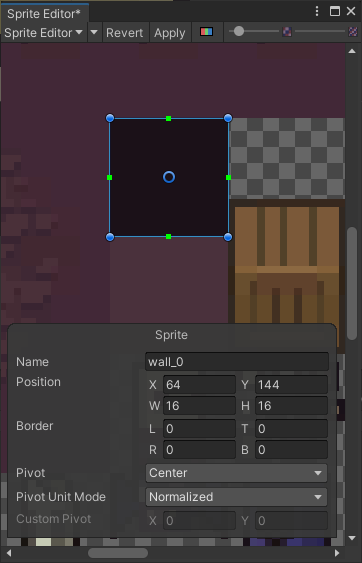 Sprite Editor*
Sprite Editor Revert Apply
Sprite
Name wall_0
Position X 64 Y 144
W 16 H 16
Border L 0 T 0
R 0 B 0
Pivot Center
Pivot Unit Mode Normalized
Custom Pivot X 0 Y 0